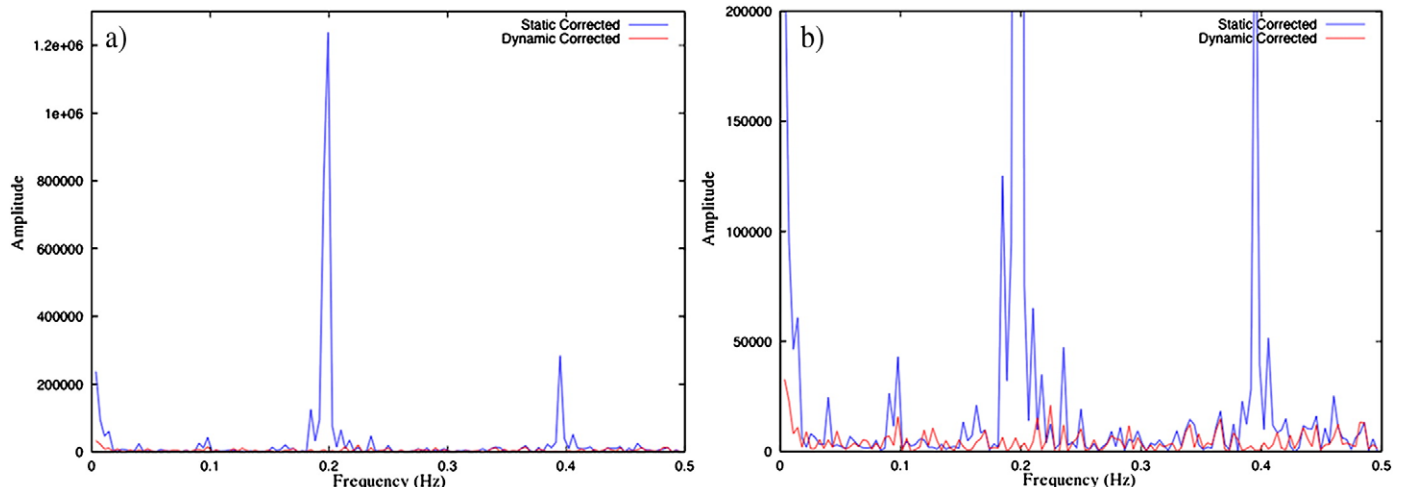 a)
Static Corrected
Dynamic Corrected
1.2e+06
1e+06
800000
600000
400000
200000
0
Amplitude
0 0.1 0.2 0.3 0.4 0.5
Frequency (Hz)
b)
Static Corrected
Dynamic Corrected
200000
150000
100000
50000
0
Amplitude
0 0.1 0.2 0.3 0.4 0.5
Frequency (Hz)